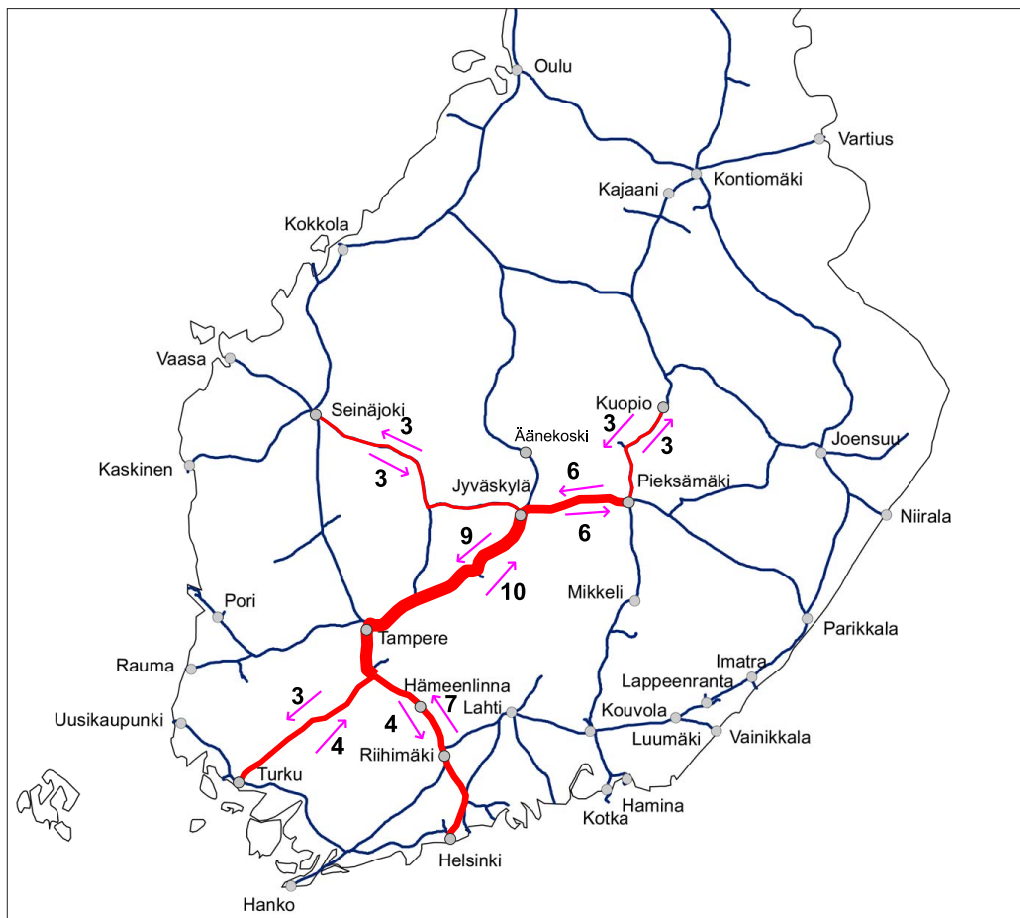 Oulu
Vartius
Kontiomäki
Kajaani
Kokkola
Vaasa
Seinäjoki
Kuopio
3
3
3
3
Äänekoski
Joensuu
Kaskinen
6
Jyväskylä
Pieksämäki
Niirala
9
6
10
Mikkeli
Pori
Tampere
Parikkala
Rauma
Imatra
Hämeenlinna
Lappeenranta
3
7
Lahti
Kouvola
Uusikaupunki
4
4
Luumäki
Vainikkala
Riihimäki
Turku
Hamina
Kotka
Helsinki
Hanko